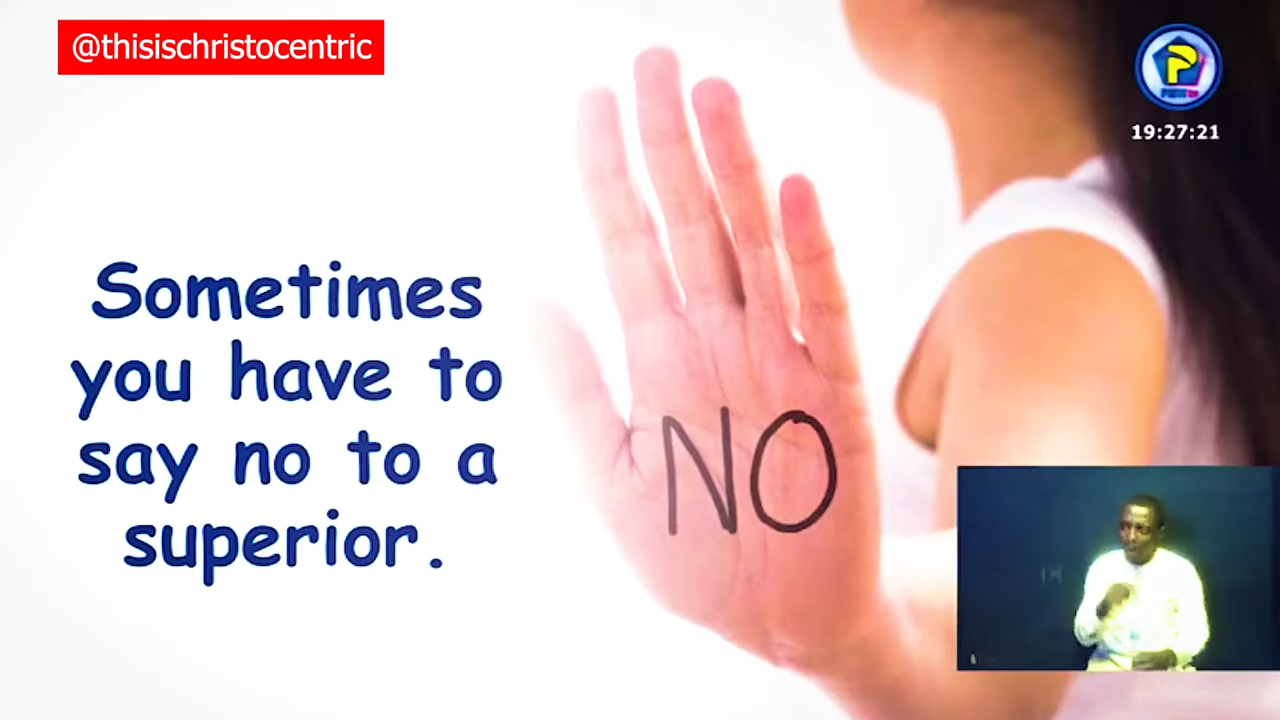 @thisischristocentric
P
19:27:21
Sometimes
you have to
say no to a
superior.
NO